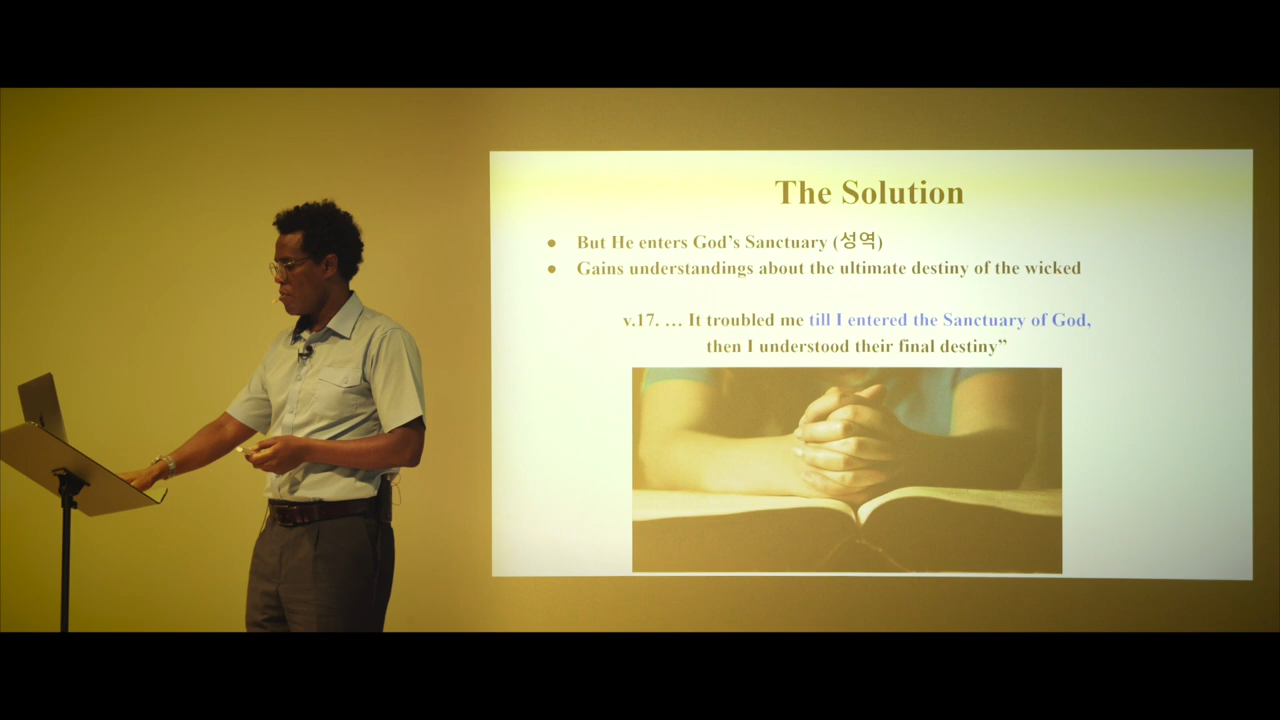 The Solution
● But He enters God's Sanctuary (성역)
● Gains understandings about the ultimate destiny of the wicked
v.17. … It troubled me till I entered the Sanctuary of God,
then I understood their final destiny”